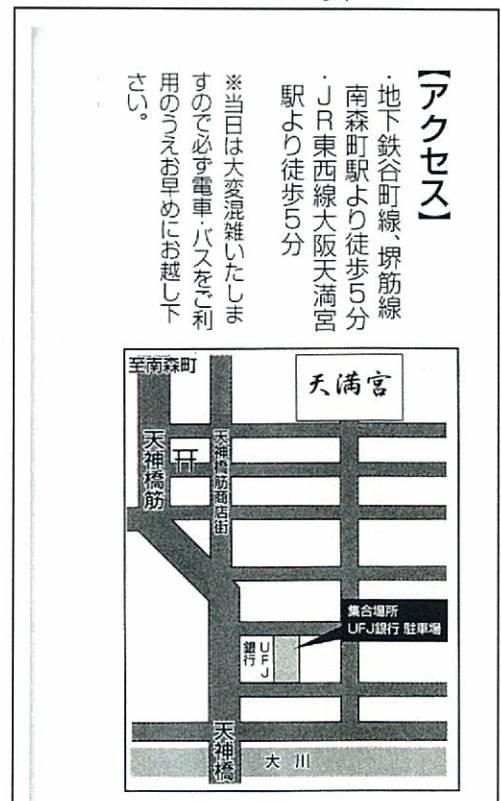 【アクセス】
・地下鉄谷町線、堺筋線
南森町駅より徒歩5分
・JR東西線大阪天満宮
駅より徒歩5分
※当日は大変混雑いたしま
すので必ず電車・バスをご利
用のうえお早めにお越し下
さい。
至南森町
天満宮
天神橋筋
天神橋筋商店街
集合場所
UFJ銀行 駐車場
UFJ
銀行
天神橋
大川